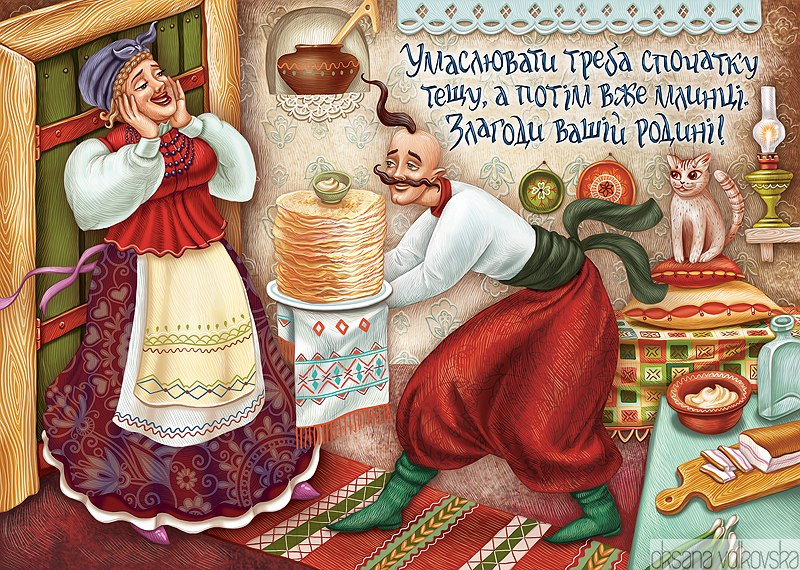 Умаслювати треба спочатку
тещу, а потім вже млинці.
Злагоди вашій родині!
oksana volkovska